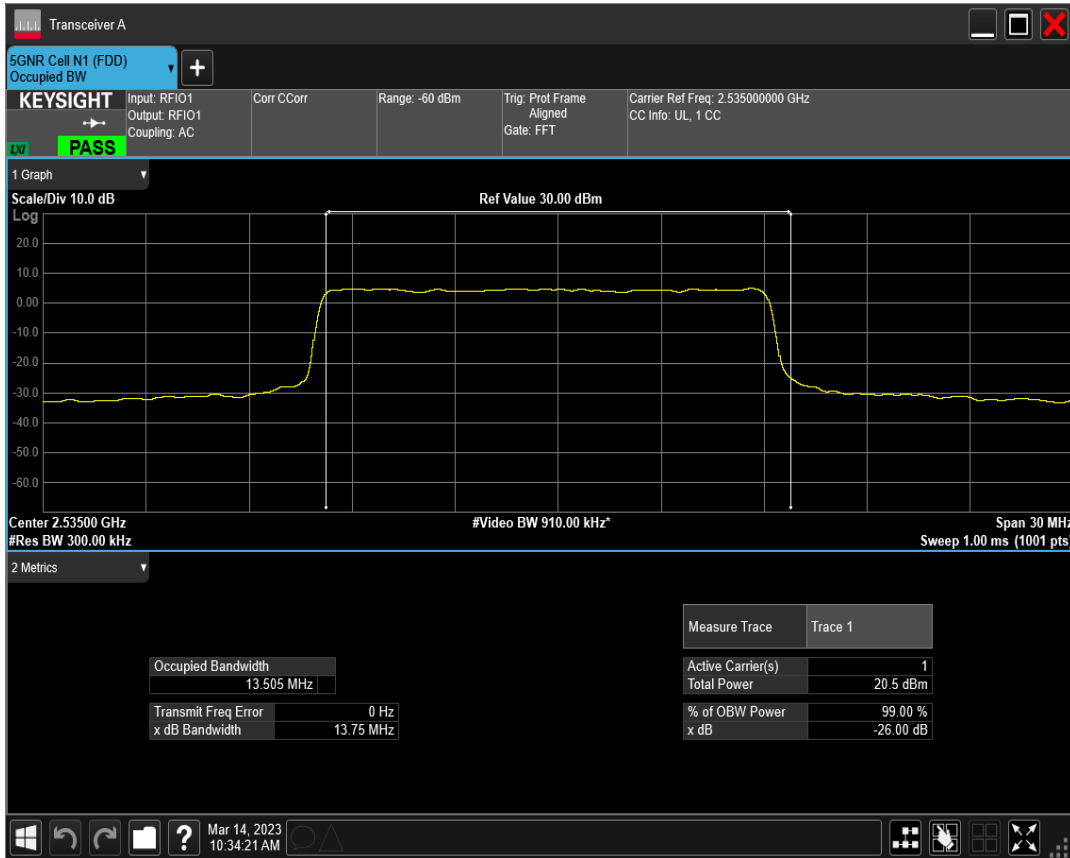 Transceiver A
5GNR Cell N1 (FDD)
Occupied BW
+
KEYSIGHT
LXI
PASS
Input: RFIO1
Output: RFIO1
Coupling: AC
Corr CCorr
Range: -60 dBm
Trig: Prot Frame
Aligned
Gate: FFT
Carrier Ref Freq: 2.535000000 GHz
CC Info: UL, 1 CC
1 Graph
Scale/Div 10.0 dB
Ref Value 30.00 dBm
Log
20.0
10.0
0.00
-10.0
-20.0
-30.0
-40.0
-50.0
-60.0
Center 2.53500 GHz
#Video BW 910.00 kHz*
Span 30 MHz
#Res BW 300.00 kHz
Sweep 1.00 ms (1001 pts)
2 Metrics
Measure Trace Trace 1
Occupied Bandwidth
13.505 MHz
Active Carrier(s) 1
Total Power 20.5 dBm
Transmit Freq Error 0 Hz
x dB Bandwidth 13.75 MHz
% of OBW Power 99.00 %
x dB -26.00 dB
?
Mar 14, 2023
10:34:21 AM